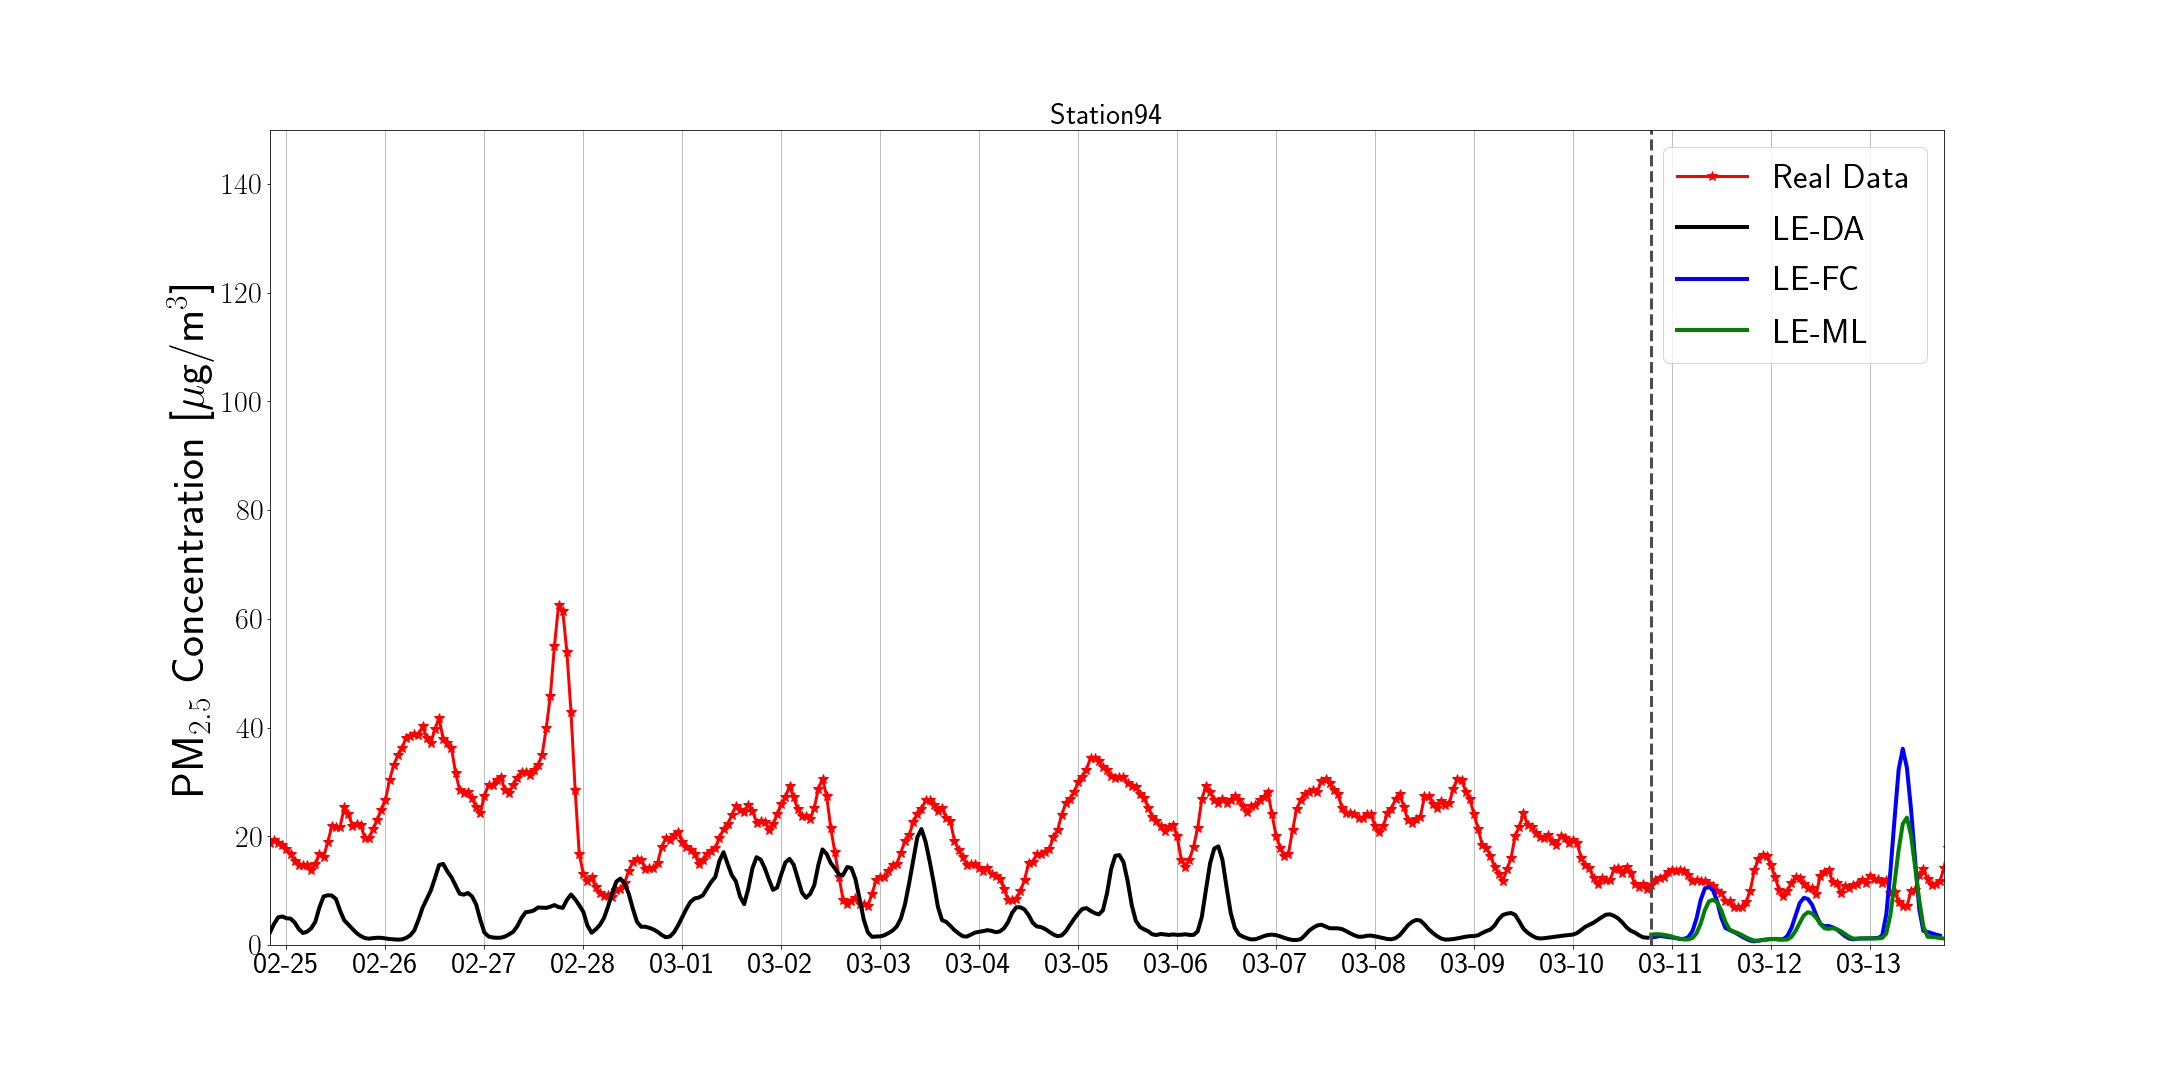 Station94
PM2.5 Concentration [μg/m³]
140
120
100
80
60
40
20
0
02-25 02-26 02-27 02-28 03-01 03-02 03-03 03-04 03-05 03-06 03-07 03-08 03-09 03-10 03-11 03-12 03-13
Real Data
LE-DA
LE-FC
LE-ML